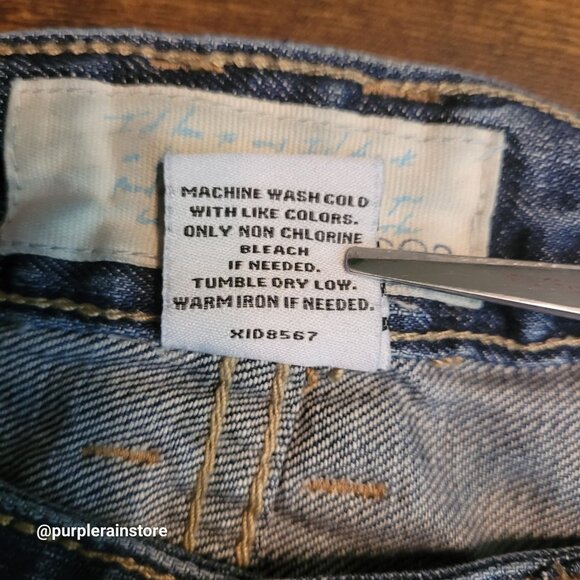 MACHINE WASH COLD
WITH LIKE COLORS.
ONLY NON CHLORINE
BLEACH
IF NEEDED.
TUMBLE DRY LOW.
WARM IRON IF NEEDED.
XID8567
@purplerainstore